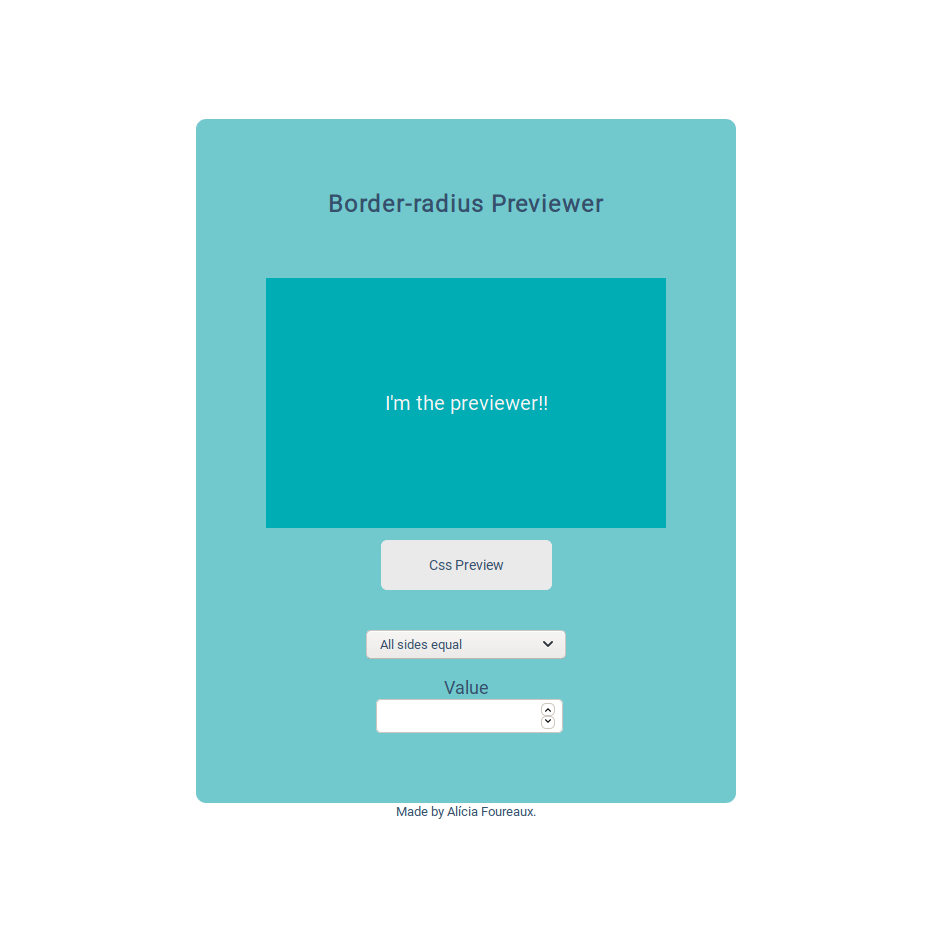 Border-radius Previewer
I'm the previewer!!
Css Preview
All sides equal
Value
Made by Alícia Foureaux.